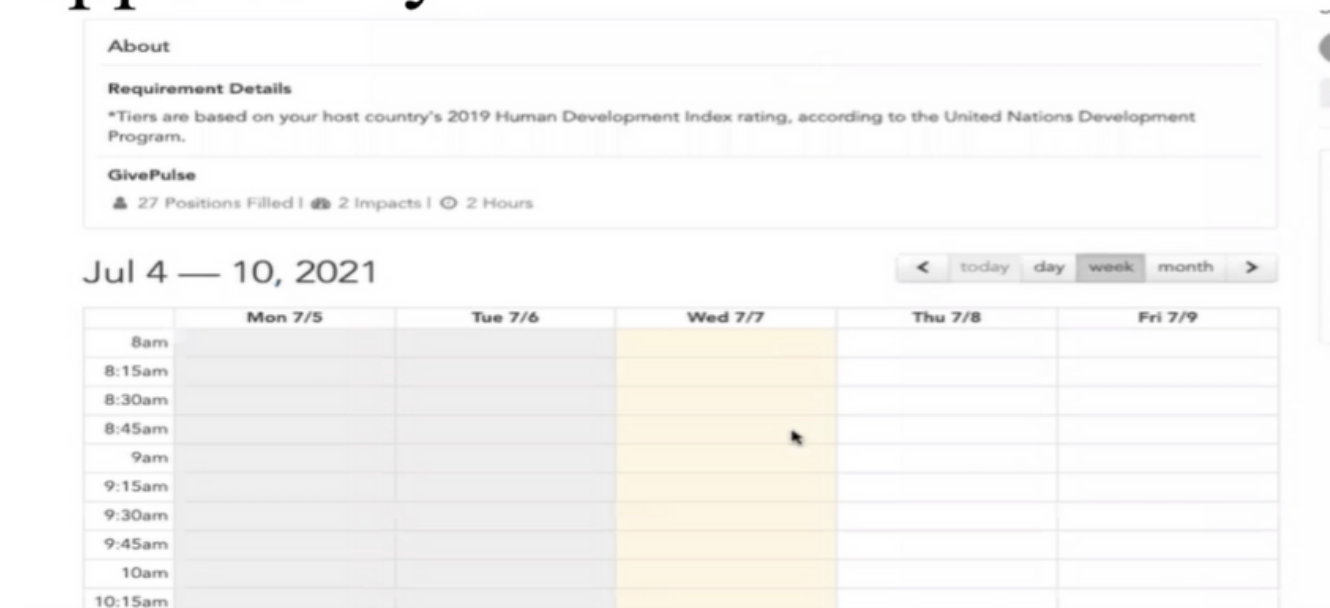 About
Requirement Details
*Tiers are based on your host country's 2019 Human Development Index rating, according to the United Nations Development
Program.
GivePulse
27 Positions Filled | 2 Impacts | 2 Hours
Jul 4 — 10, 2021
today day week month
Mon 7/5 Tue 7/6 Wed 7/7 Thu 7/8 Fri 7/9
8am
8:15am
8:30am
8:45am
9am
9:15am
9:30am
9:45am
10am
10:15am